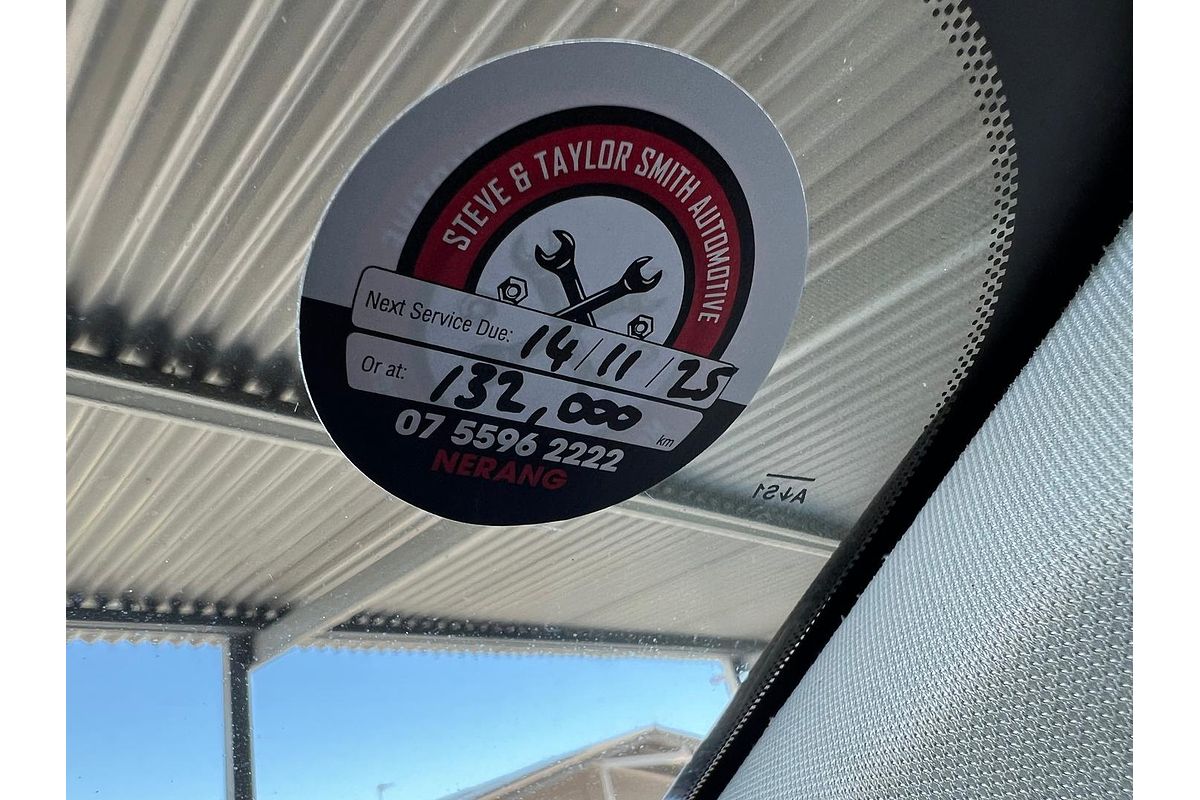 STEVE & TAYLOR SMITH AUTOMOTIVE
Next Service Due: 14/11/25
Or at: 132,000 km
07 5596 2222
NERANG
AS1